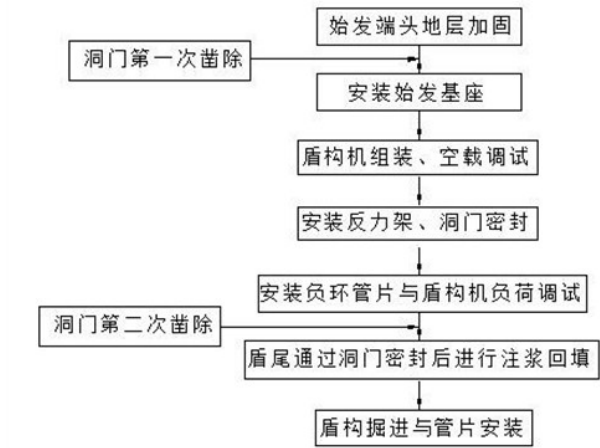 始发端头地层加固
洞门第一次凿除
安装始发基座
盾构机组装、空载调试
安装反力架、洞门密封
安装负环管片与盾构机负荷调试
洞门第二次凿除
盾尾通过洞门密封后进行注浆回填
盾构掘进与管片安装